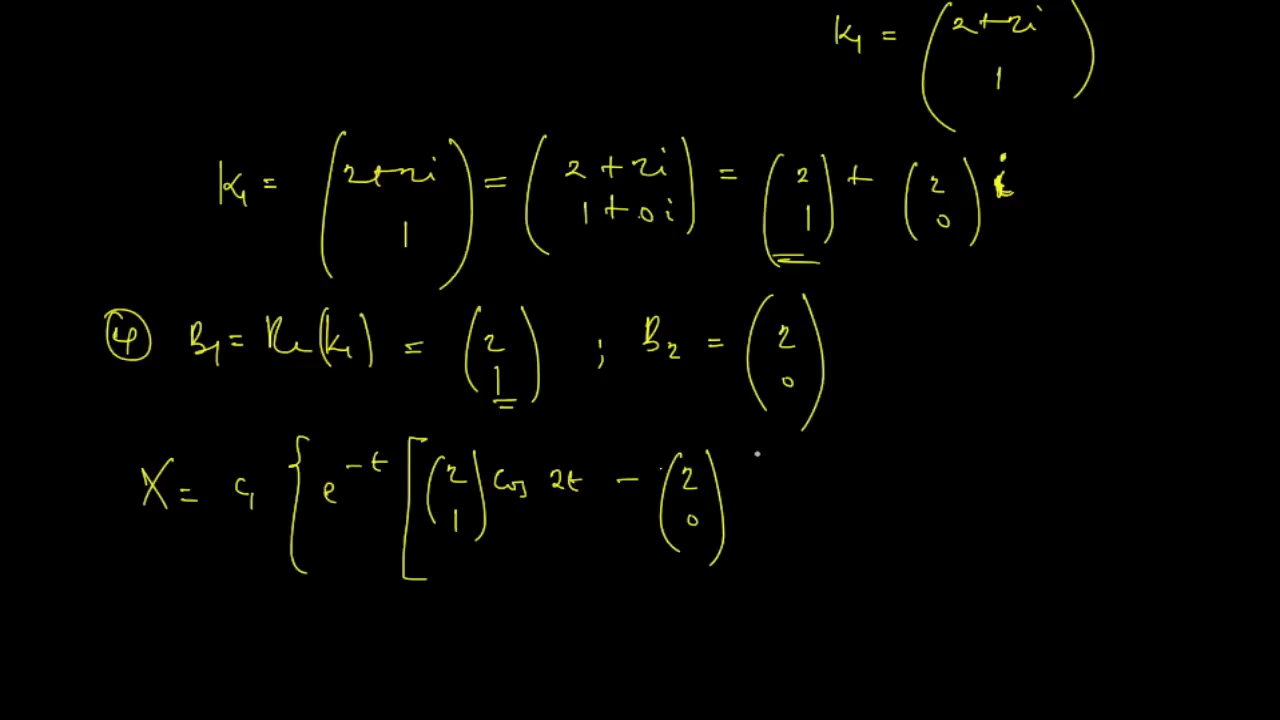 K₁ = (2+2i
1)
K₁ = (2+2i
1) = (2+2i
1+0i) = (2
1) + (2
0) i
④ B₁ = Re(K₁) = (2
1) ; B₂ = (2
0)
X = c₁ { e^{-t} [ (2
1) cos 2t - (2
0)